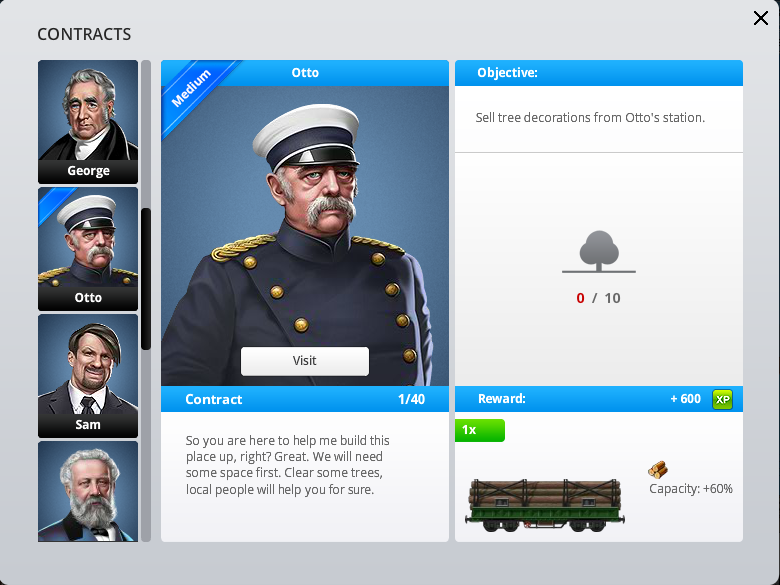 CONTRACTS
George
Otto
Sam
Medium
Otto
Visit
Contract 1/40
So you are here to help me build this
place up, right? Great. We will need
some space first. Clear some trees,
local people will help you for sure.
Objective:
Sell tree decorations from Otto's station.
0 / 10
Reward: + 600 XP
1x
Capacity: +60%